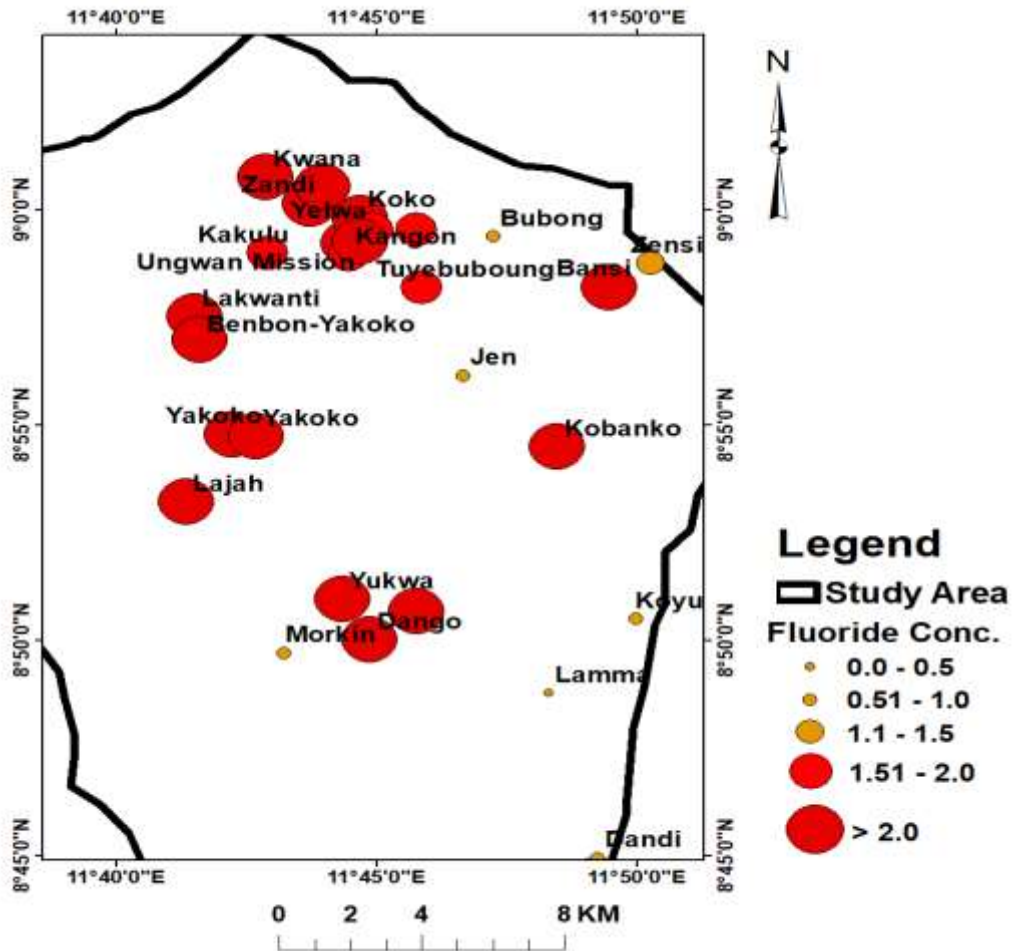 11°40'0"E 11°45'0"E 11°50'0"E
N
Kwana
Zandi
Koko
Yelwa
Bubong
9°0'0"N
9°0'0"N
Kakulu
Kangon
Zensi
Ungwan Mission
Tuyebuboung
Bansi
Lakwanti
Benbon-Yakoko
Jen
8°55'0"N
8°55'0"N
Yakoko
Yakoko
Kobanko
Lajah
Legend
Study Area
Yukwa
Koyu
Fluoride Conc.
Morkin
Dango
8°50'0"N
8°50'0"N
0.0 - 0.5
Lamma
0.51 - 1.0
1.1 - 1.5
1.51 - 2.0
Dandi
> 2.0
8°45'0"N
8°45'0"N
11°40'0"E 11°45'0"E 11°50'0"E
0 2 4 8 KM